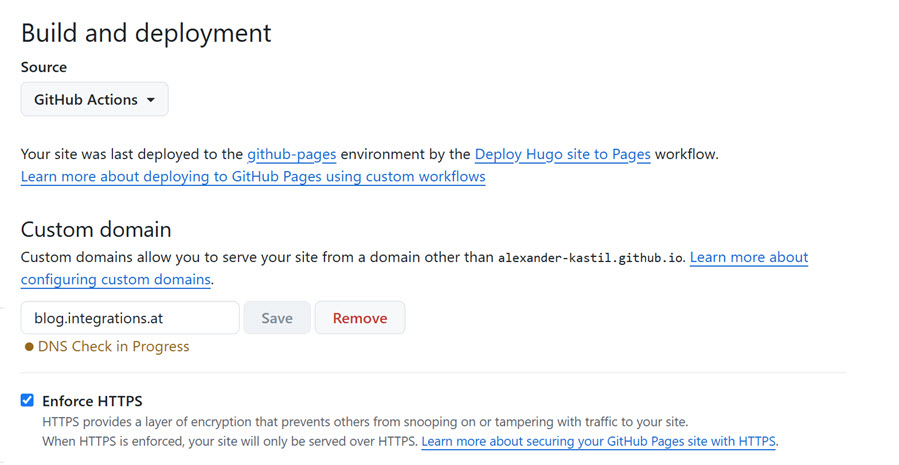 Build and deployment
Source
GitHub Actions
Your site was last deployed to the github-pages environment by the Deploy Hugo site to Pages workflow.
Learn more about deploying to GitHub Pages using custom workflows
Custom domain
Custom domains allow you to serve your site from a domain other than alexander-kastil.github.io. Learn more about
configuring custom domains.
blog.integrations.at Save Remove
DNS Check in Progress
Enforce HTTPS
HTTPS provides a layer of encryption that prevents others from snooping on or tampering with traffic to your site.
When HTTPS is enforced, your site will only be served over HTTPS. Learn more about securing your GitHub Pages site with HTTPS.